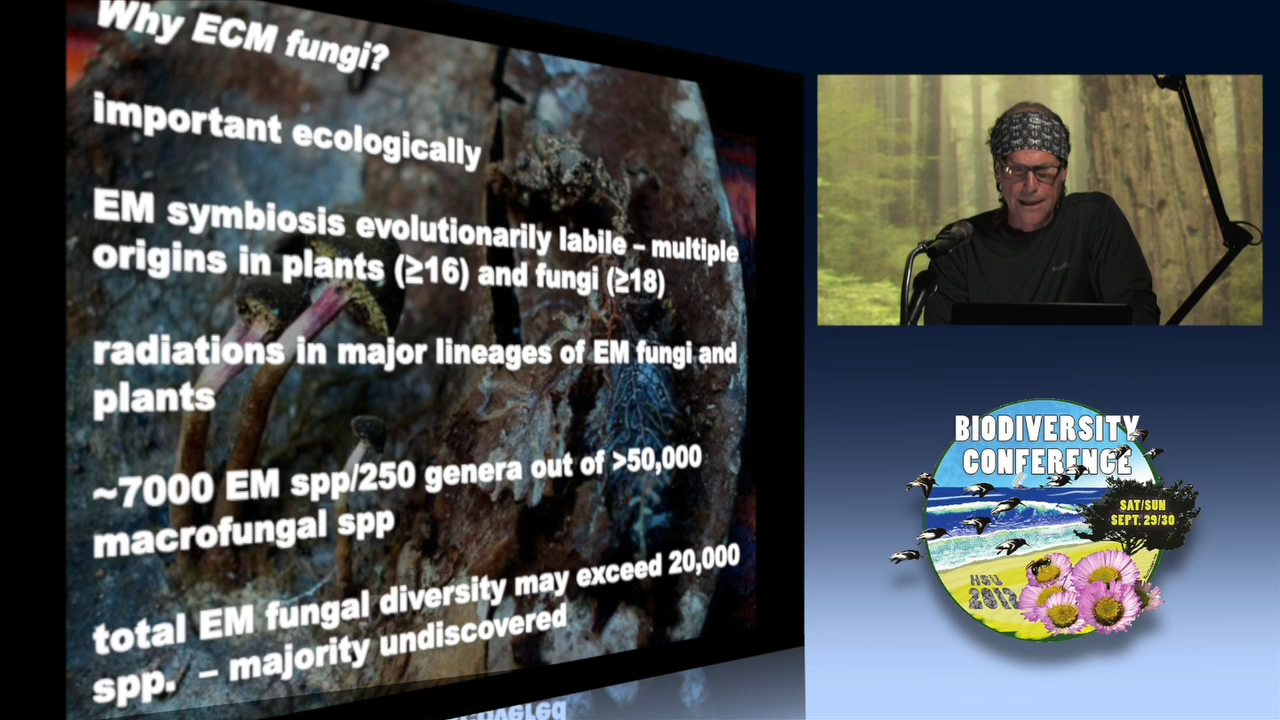 Why ECM fungi?
important ecologically
EM symbiosis evolutionarily labile – multiple
origins in plants (≥16) and fungi (≥18)
radiations in major lineages of EM fungi and
plants
~7000 EM spp/250 genera out of >50,000
macrofungal spp
total EM fungal diversity may exceed 20,000
spp. – majority undiscovered
BIODIVERSITY
CONFERENCE
SAT/SUN
SEPT. 29/30
HSU
2012